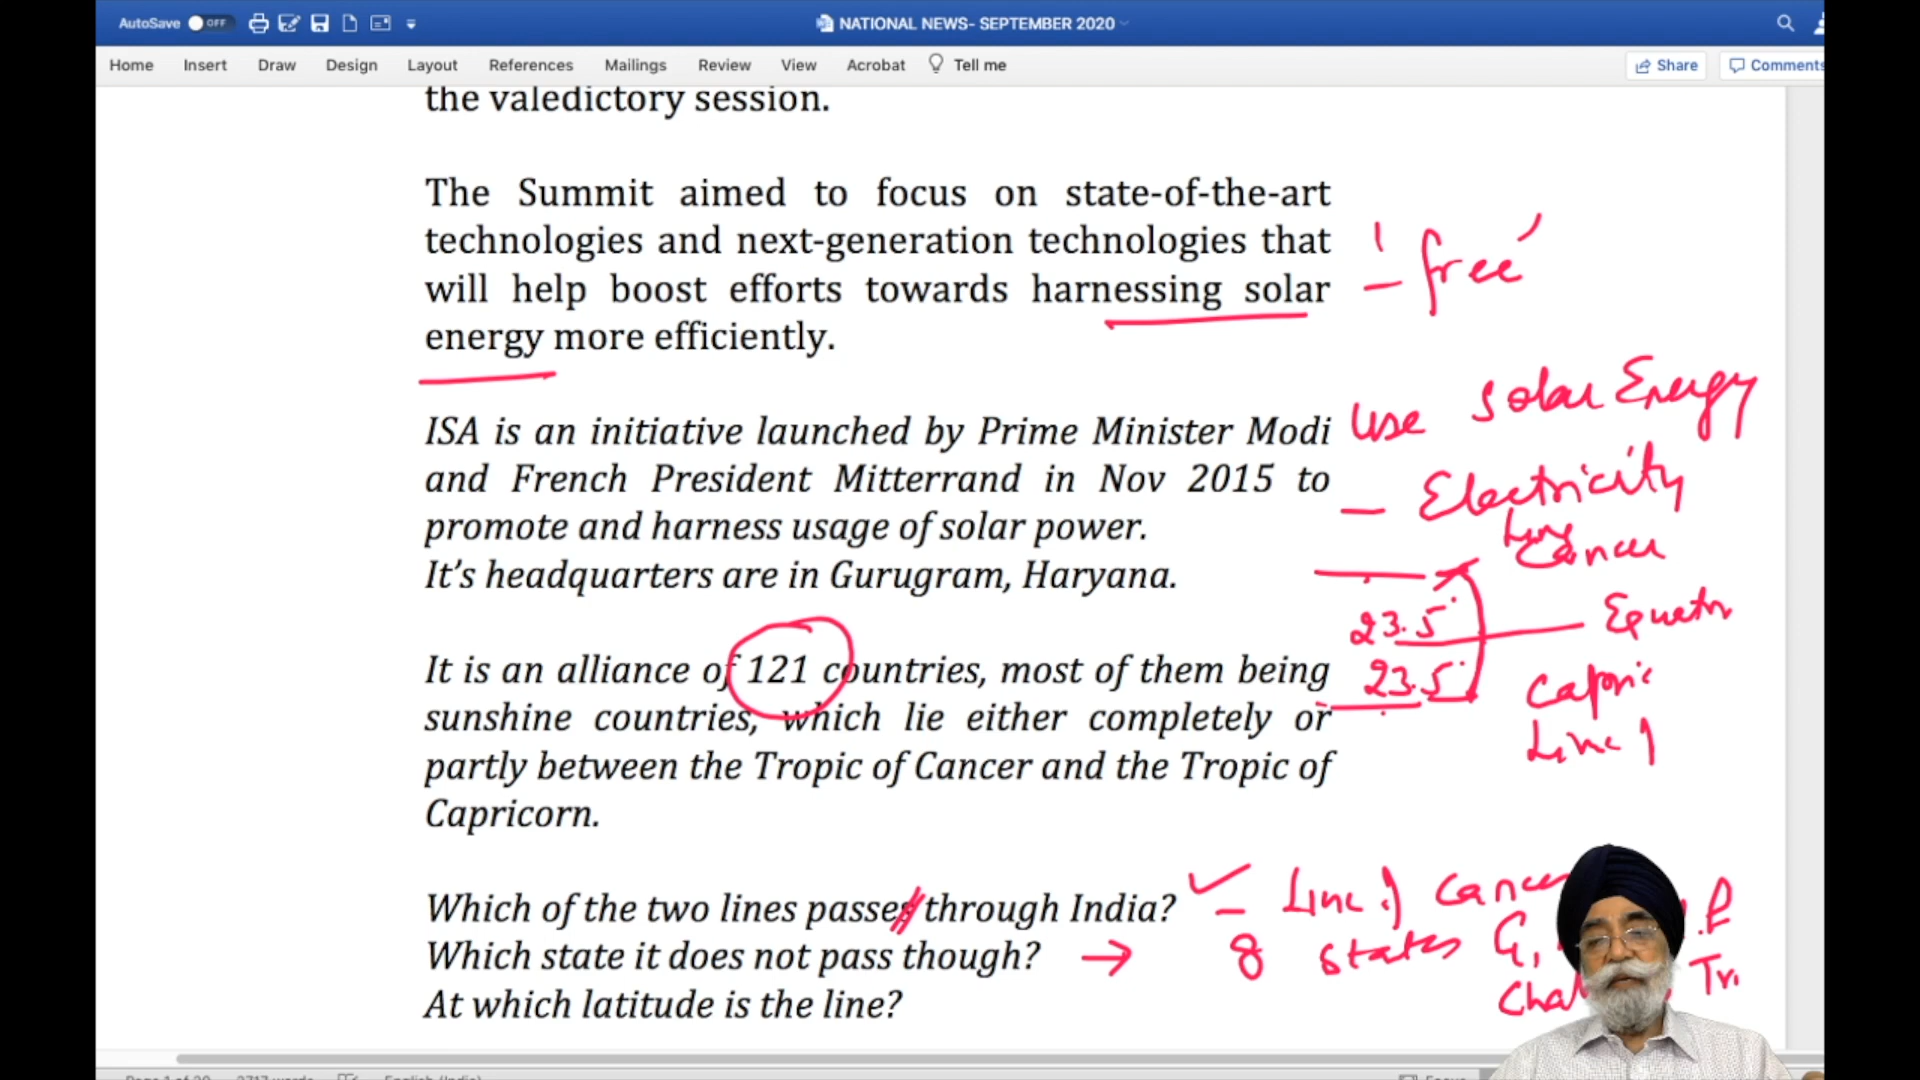 AutoSave OFF
NATIONAL NEWS- SEPTEMBER 2020
Home Insert Draw Design Layout References Mailings Review View Acrobat Tell me Share Comments
the valedictory session.
The Summit aimed to focus on state-of-the-art
technologies and next-generation technologies that
will help boost efforts towards harnessing solar
energy more efficiently.
- 'free'
use Solar Energy
- Electricity
ISA is an initiative launched by Prime Minister Modi
and French President Mitterrand in Nov 2015 to
promote and harness usage of solar power.
It's headquarters are in Gurugram, Haryana.
Cancer
23.5
Equator
23.5
It is an alliance of 121 countries, most of them being
sunshine countries, which lie either completely or
partly between the Tropic of Cancer and the Tropic of
Capricorn.
Which of the two lines passes through India?
- Line of Cancer
Which state it does not pass though?
→ 8 states G,
At which latitude is the line?